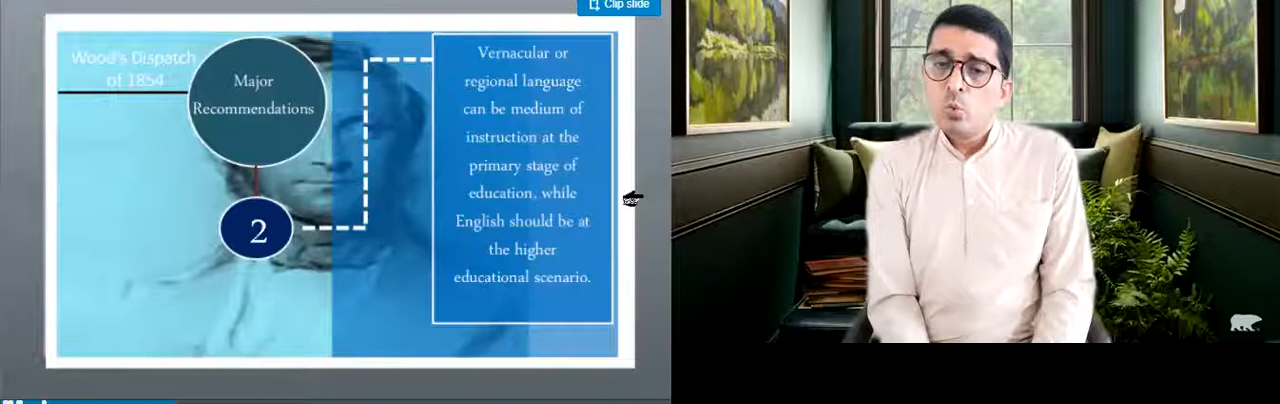 Clip slide
Wood's Dispatch
of 1854
Major
Recommendations
2
Vernacular or
regional language
can be medium of
instruction at the
primary stage of
education, while
English should be at
the higher
educational scenario.